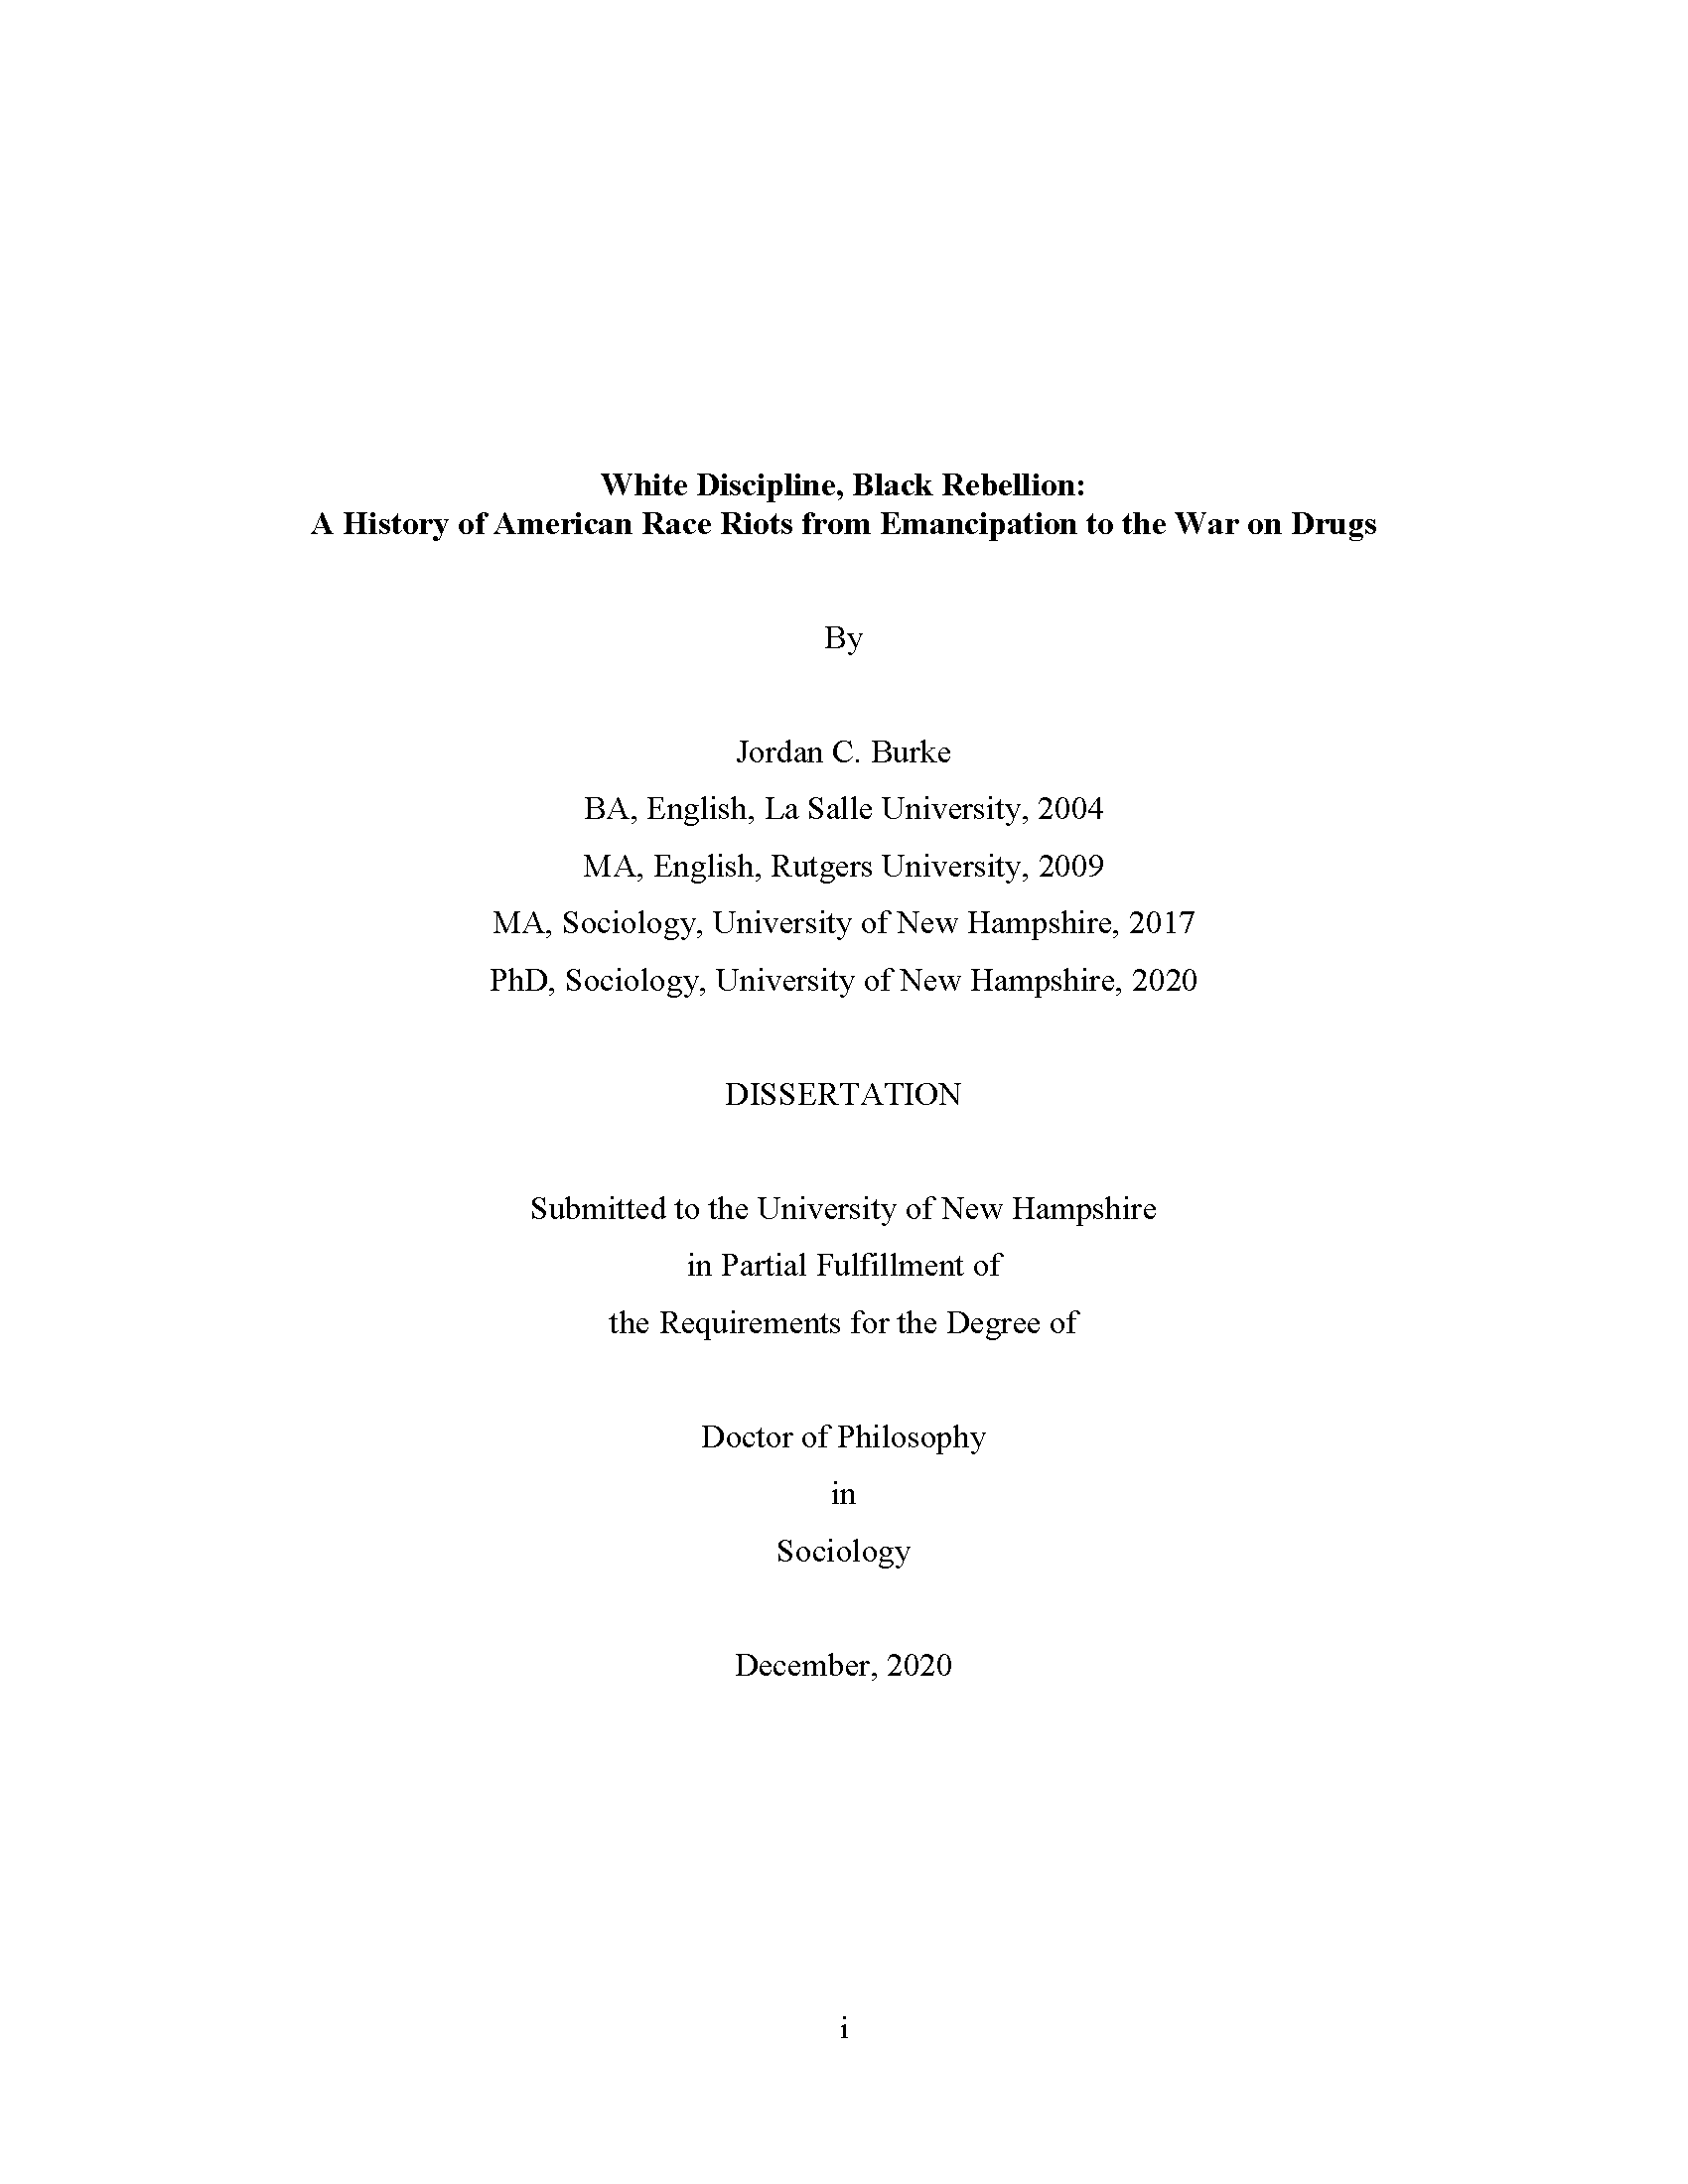 White Discipline, Black Rebellion:
A History of American Race Riots from Emancipation to the War on Drugs
By
Jordan C. Burke
BA, English, La Salle University, 2004
MA, English, Rutgers University, 2009
MA, Sociology, University of New Hampshire, 2017
PhD, Sociology, University of New Hampshire, 2020
DISSERTATION
Submitted to the University of New Hampshire
in Partial Fulfillment of
the Requirements for the Degree of
Doctor of Philosophy
in
Sociology
December, 2020
i